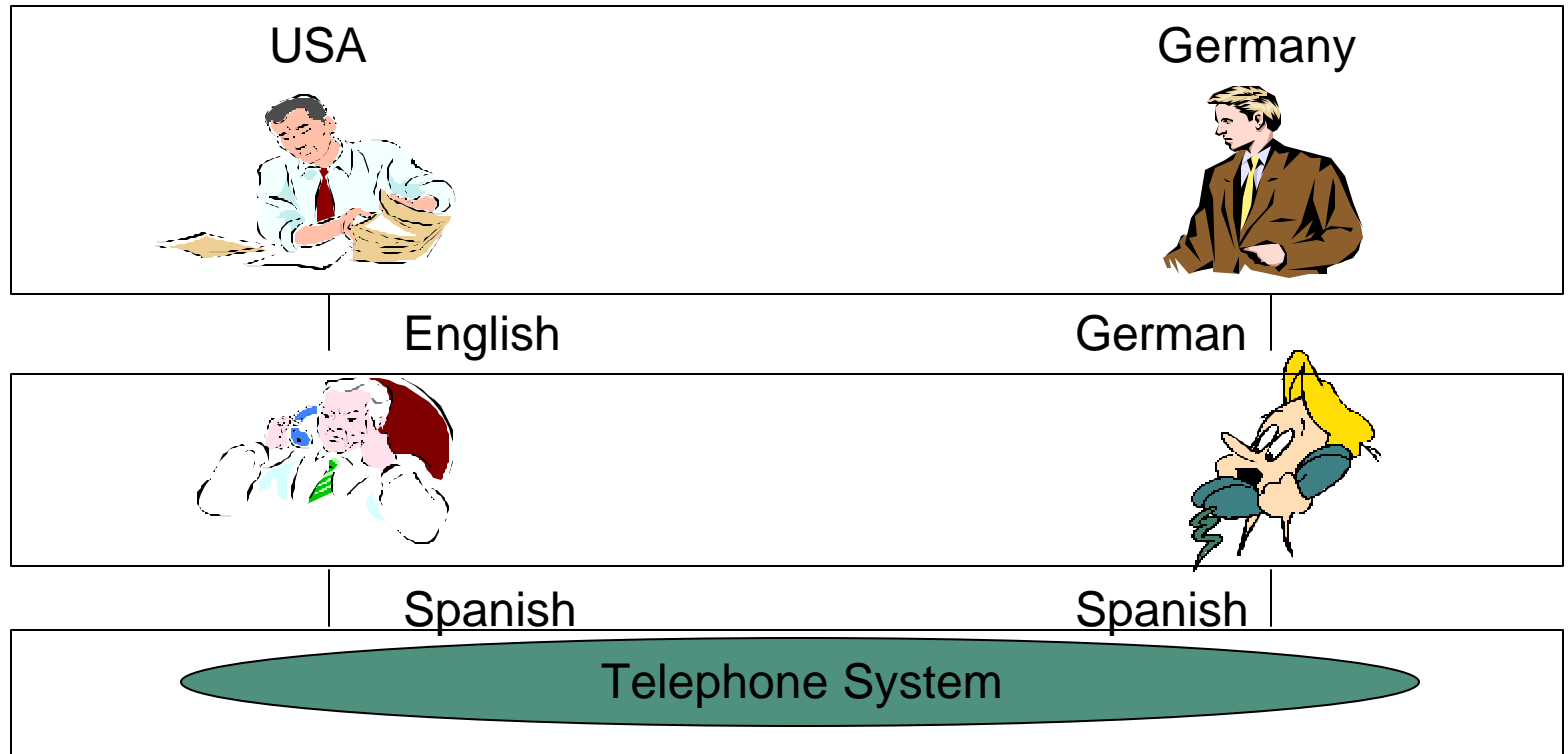 USA
Germany
English
German
Spanish
Spanish
Telephone System